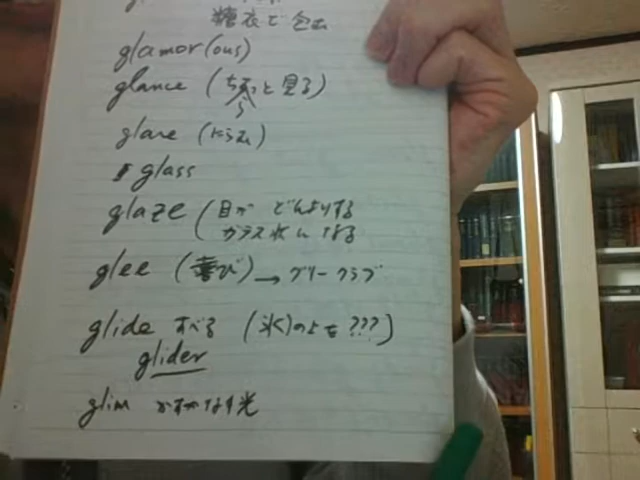 糖衣で包む
glamor(ous)
glance (ちらっと見る)
glare (にらむ)
glass
glaze (目が どんよりする
ガラス状になる
glee (喜び) → グリークラブ
glide すべる (氷)の上を ???)
glider
glim かすかな光